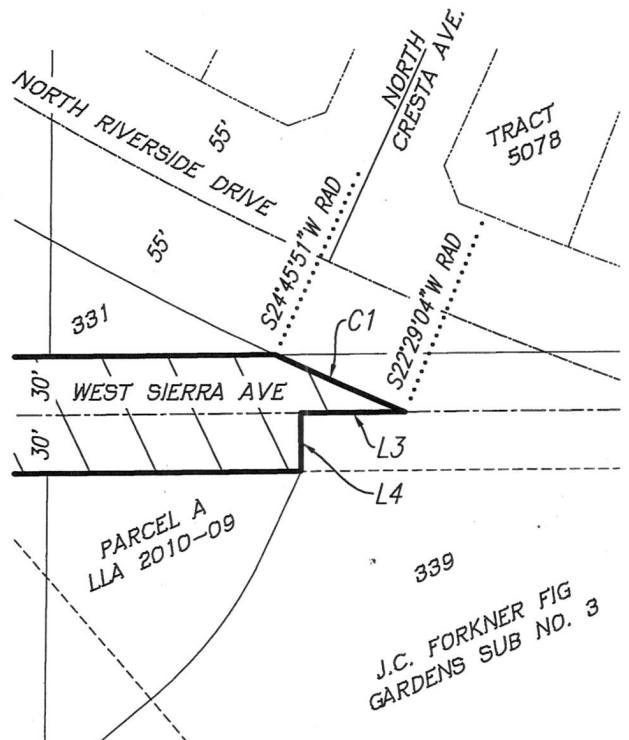 NORTH
CRESTA AVE.
NORTH RIVERSIDE DRIVE
55'
TRACT
5078
55'
S24°45'51"W RAD
S22°29'04"W RAD
331
C1
30'
WEST SIERRA AVE
30'
L3
L4
PARCEL A
LLA 2010-09
339
J.C. FORKNER FIG
GARDENS SUB NO. 3